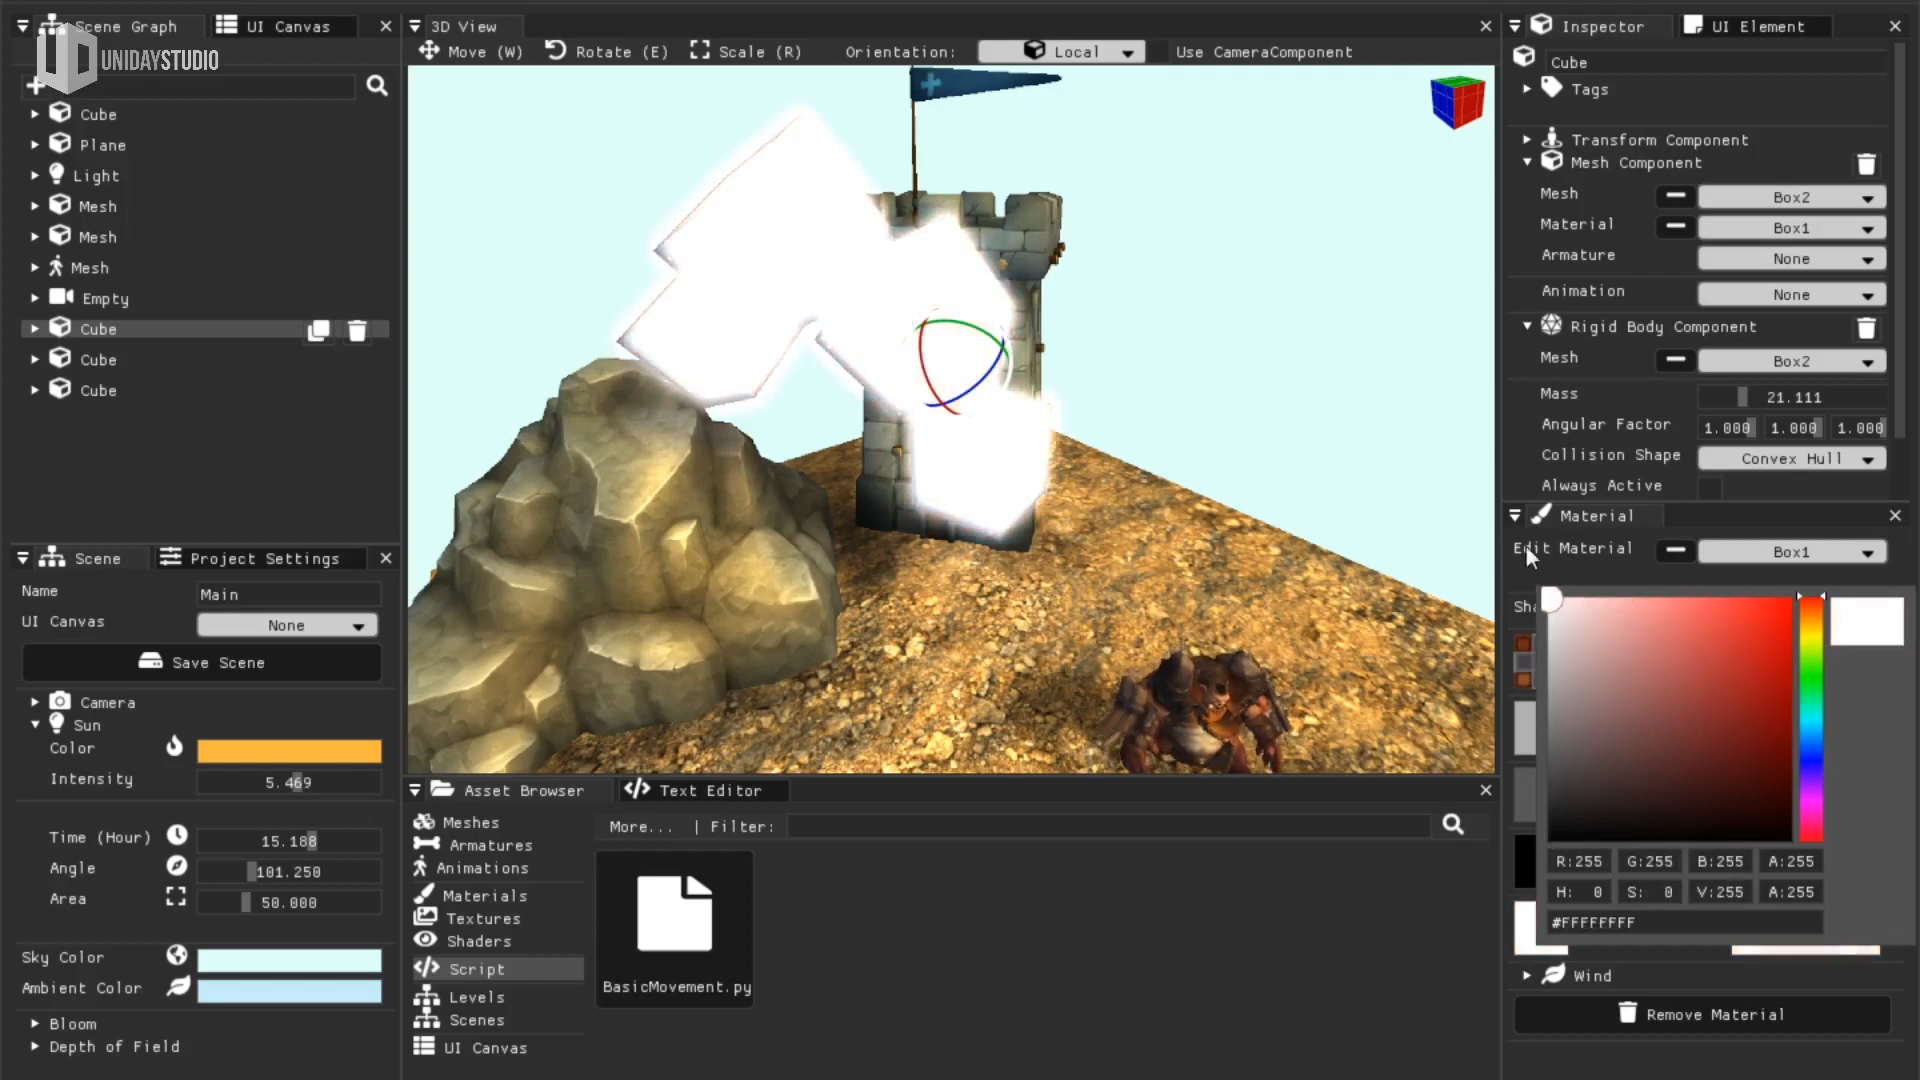 Scene Graph
UI Canvas
UNIDAYSTUDIO
Cube
Plane
Light
Mesh
Mesh
Mesh
Empty
Cube
Cube
Cube
Scene
Project Settings
Name
Main
UI Canvas
None
Save Scene
Camera
Sun
Color
Intensity
5.469
Time (Hour)
15.188
Angle
101.250
Area
50.000
Sky Color
Ambient Color
Bloom
Depth of Field
3D View
Move (W)
Rotate (E)
Scale (R)
Orientation:
Local
Use CameraComponent
Asset Browser
Text Editor
Meshes
Armatures
Animations
Materials
Textures
Shaders
Script
Levels
Scenes
UI Canvas
More... | Filter:
BasicMovement.py
Inspector
UI Element
Cube
Tags
Transform Component
Mesh Component
Mesh
Box2
Material
Box1
Armature
None
Animation
None
Rigid Body Component
Mesh
Box2
Mass
21.111
Angular Factor
1.000
1.000
1.000
Collision Shape
Convex Hull
Always Active
Material
Edit Material
Box1
R:255
G:255
B:255
A:255
H: 0
S: 0
V:255
A:255
#FFFFFFFF
Wind
Remove Material